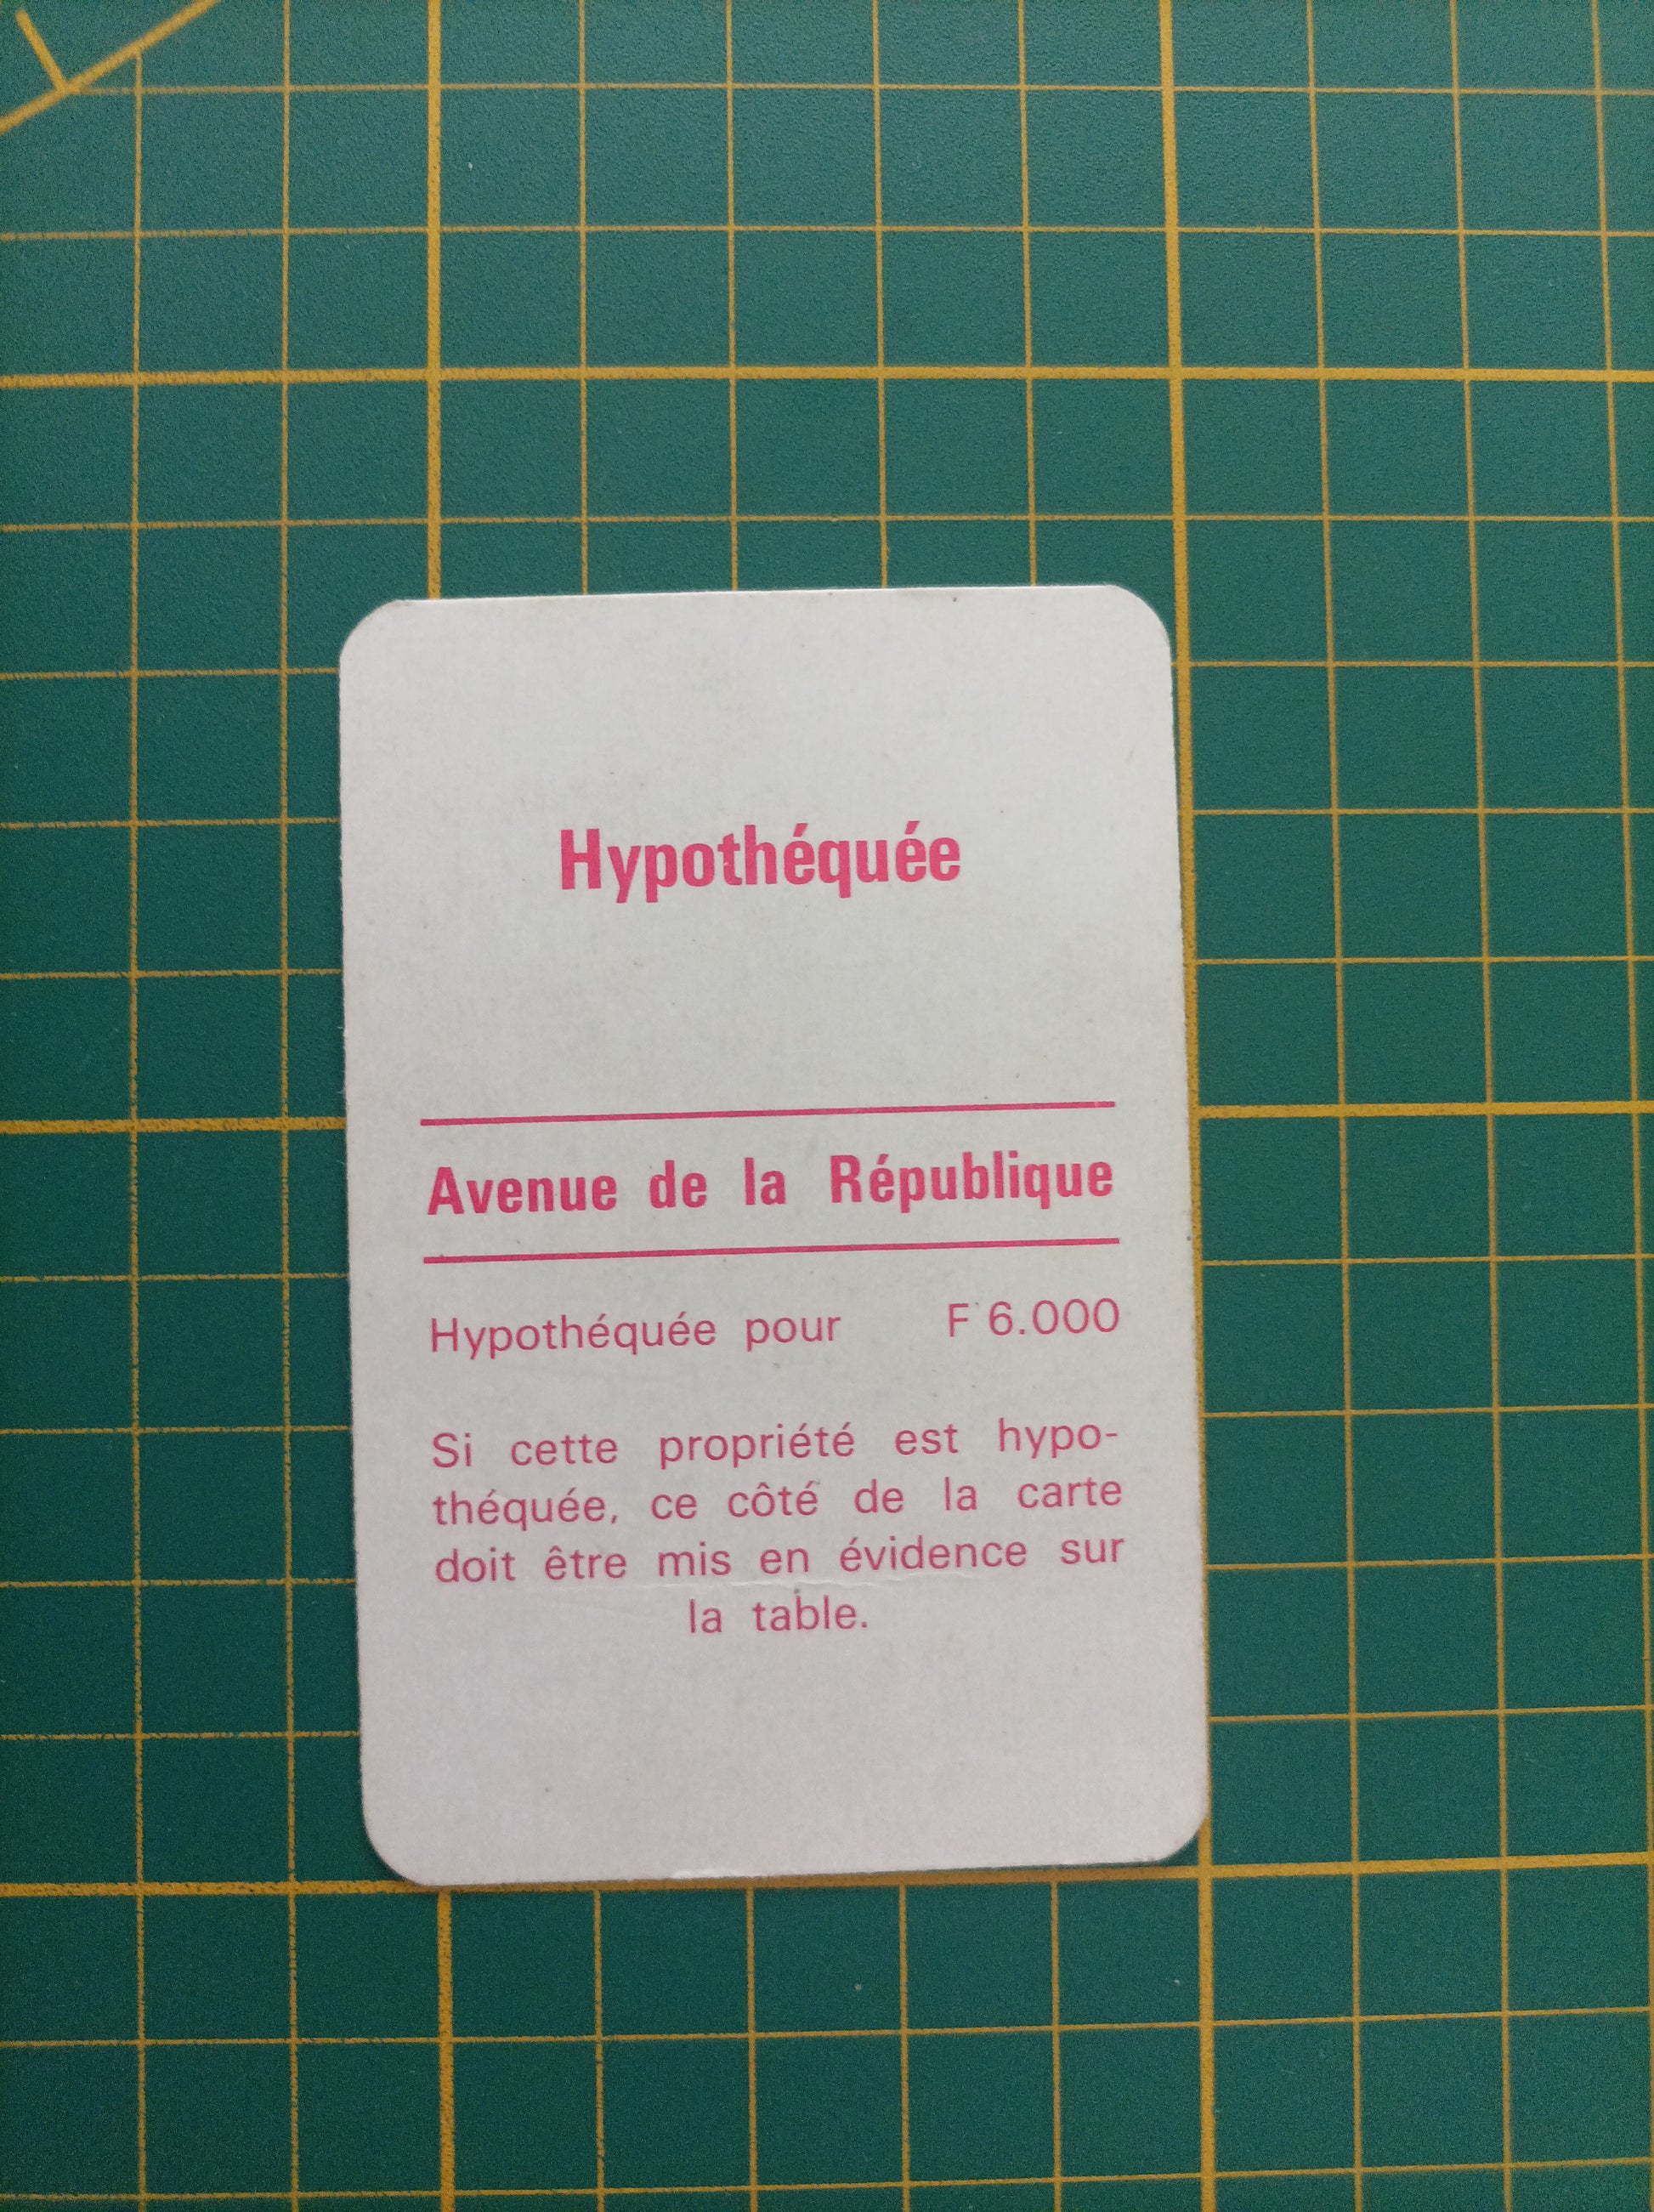 Hypothéquée
Avenue de la République
Hypothéquée pour F 6.000
Si cette propriété est hypo-
théquée, ce côté de la carte
doit être mis en évidence sur
la table.